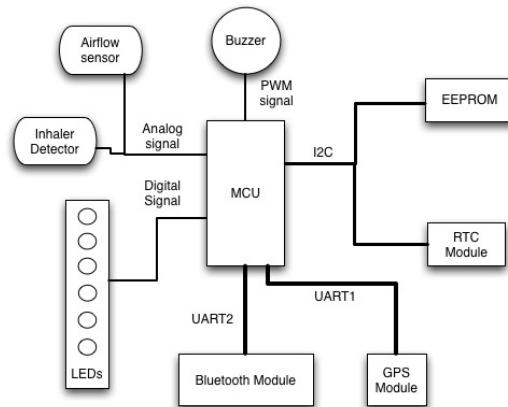 Airflow
sensor
Buzzer
PWM
signal
EEPROM
Inhaler
Detector
Analog
signal
I2C
MCU
Digital
Signal
RTC
Module
UART1
UART2
LEDs
Bluetooth Module
GPS
Module